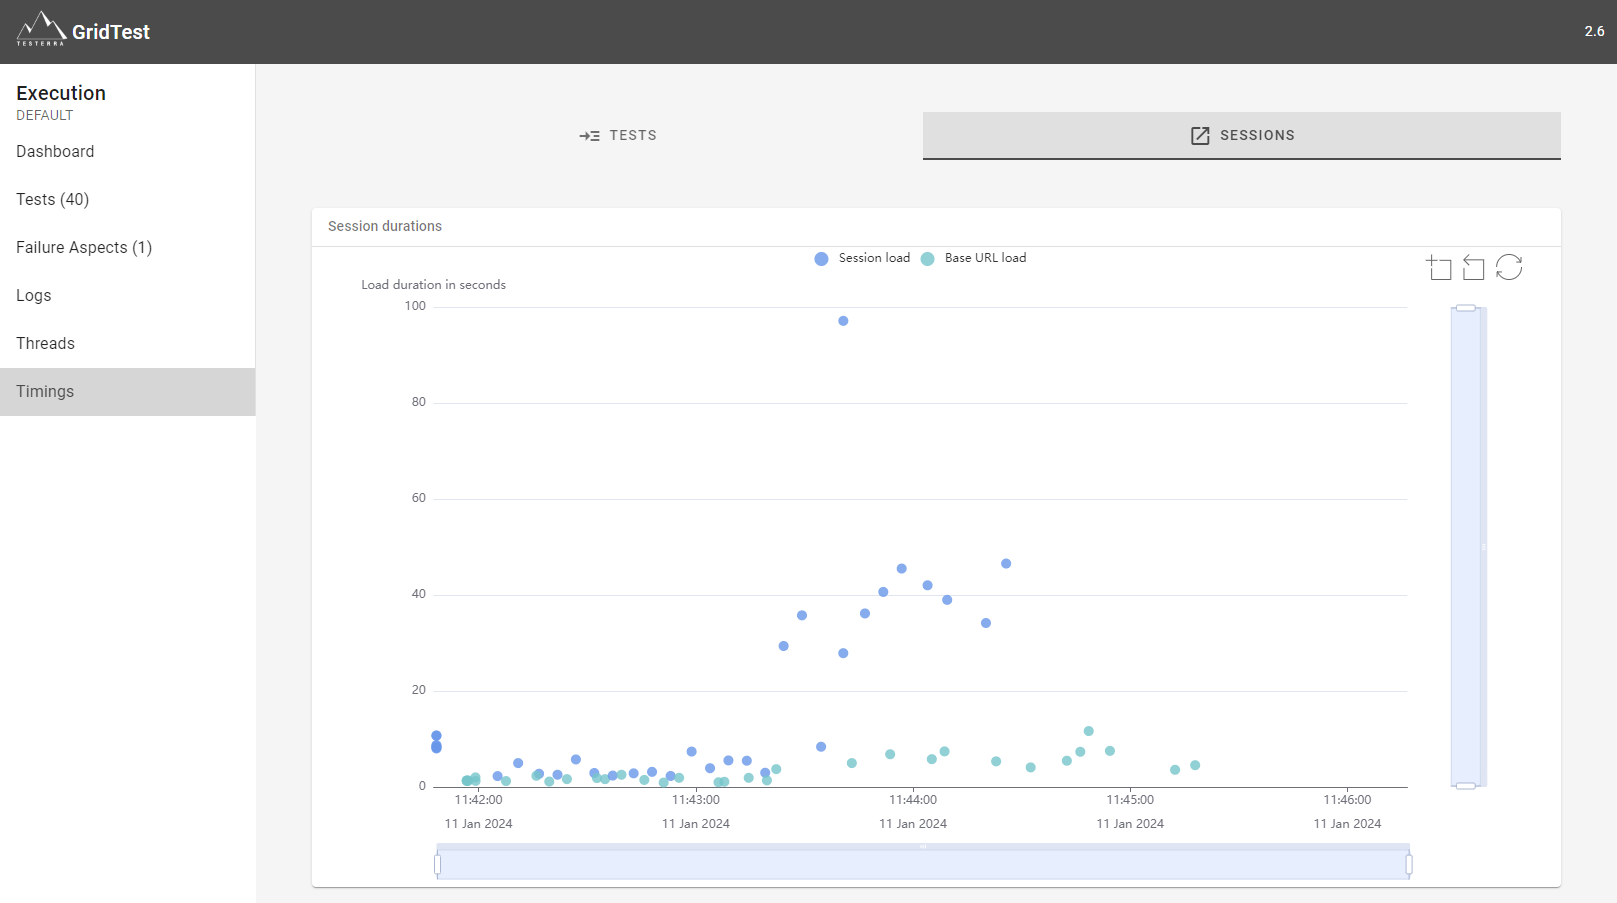 TESTERRA
GridTest
2.6
Execution
DEFAULT
Dashboard
Tests (40)
Failure Aspects (1)
Logs
Threads
Timings
TESTS
SESSIONS
Session durations
Session load
Base URL load
Load duration in seconds
100
80
60
40
20
0
11:42:00 11:43:00 11:44:00 11:45:00 11:46:00
11 Jan 2024 11 Jan 2024 11 Jan 2024 11 Jan 2024 11 Jan 2024